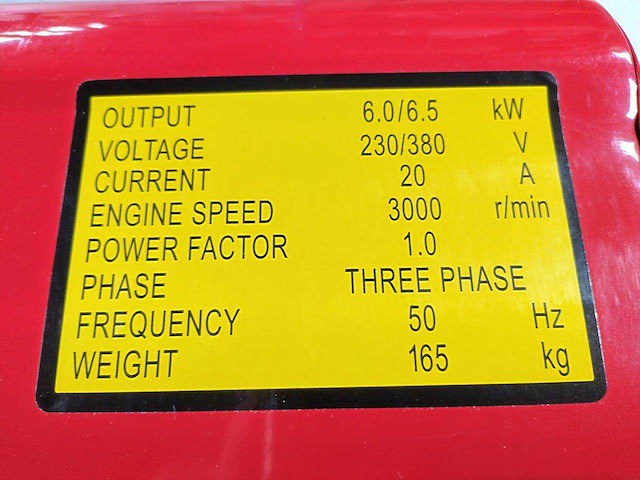 OUTPUT 6.0/6.5 kW
VOLTAGE 230/380 V
CURRENT 20 A
ENGINE SPEED 3000 r/min
POWER FACTOR 1.0
PHASE THREE PHASE
FREQUENCY 50 Hz
WEIGHT 165 kg